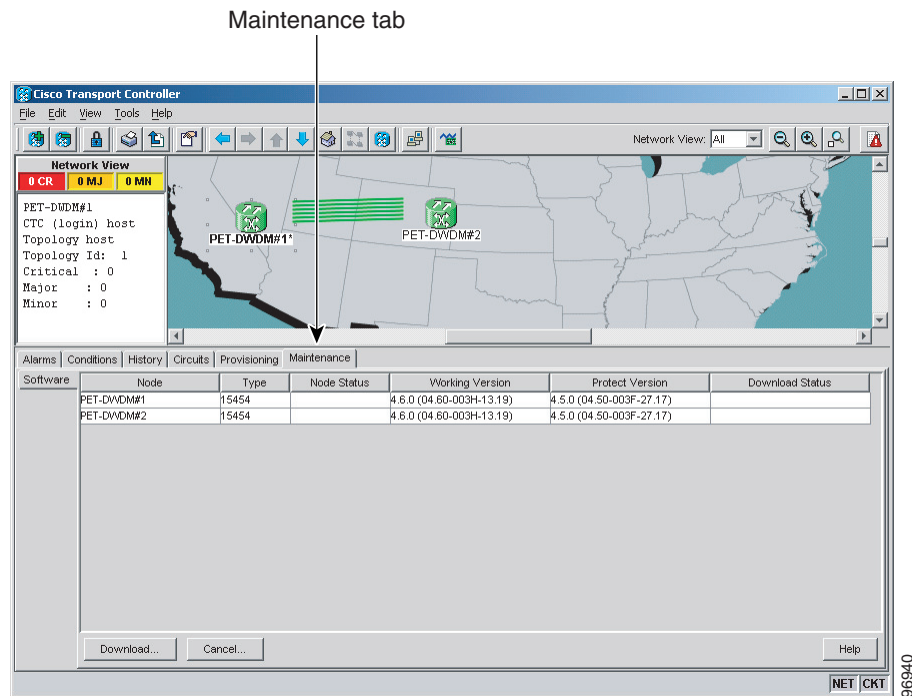 Maintenance tab
Cisco Transport Controller
File Edit View Tools Help
Network View: All
Network View
0 CR 0 MJ 0 MN
PET-DWDM#1
CTC (login) host
Topology host
Topology Id: 1
Critical : 0
Major : 0
Minor : 0
PET-DWDM#1*
PET-DWDM#2
Alarms Conditions History Circuits Provisioning Maintenance
Software
Node Type Node Status Working Version Protect Version Download Status
PET-DWDM#1 15454 4.6.0 (04.60-003H-13.19) 4.5.0 (04.50-003F-27.17)
PET-DWDM#2 15454 4.6.0 (04.60-003H-13.19) 4.5.0 (04.50-003F-27.17)
Download... Cancel... Help
NET CKT
96940